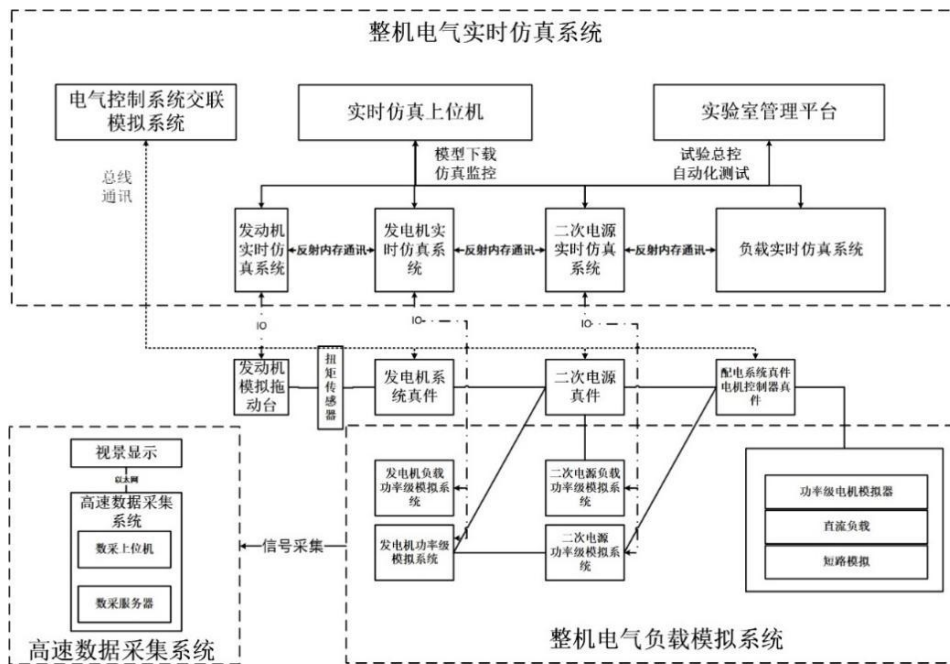 整机电气实时仿真系统
电气控制系统交联
模拟系统
实时仿真上位机
实验室管理平台
总线
通讯
模型下载
仿真监控
试验总控
自动化测试
发动机
实时仿
真系统
反射内存通讯
发电机实
时仿真系
统
反射内存通讯
二次电源
实时仿真
系统
反射内存通讯
负载实时仿真系统
IO
IO
IO
发动机
模拟拖
动台
扭矩传感器
发电机系
统真件
二次电源
真件
配电系统真件
电机控制器真
件
视景显示
以太网
高速数据采集
系统
数采上位机
数采服务器
高速数据采集系统
信号采集
发电机负载
功率级模拟系
统
二次电源负载
功率级模拟系
统
发电机功率级
模拟系统
二次电源
功率级模拟系
统
功率级电机模拟器
直流负载
短路模拟
整机电气负载模拟系统